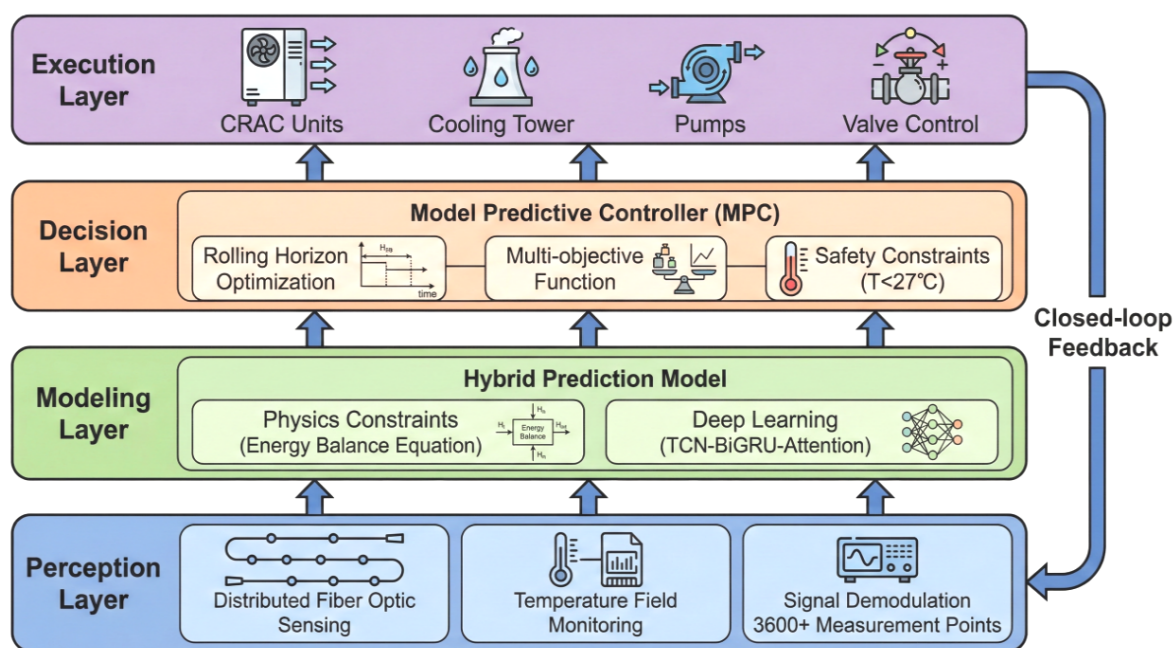 Execution
Layer
CRAC Units
Cooling Tower
Pumps
Valve Control
Decision
Layer
Model Predictive Controller (MPC)
Rolling Horizon
Optimization
time
Multi-objective
Function
Safety Constraints
(T<27℃)
Closed-loop
Feedback
Modeling
Layer
Hybrid Prediction Model
Physics Constraints
(Energy Balance Equation)
Energy
Balance
Deep Learning
(TCN-BiGRU-Attention)
Perception
Layer
Distributed Fiber Optic
Sensing
Temperature Field
Monitoring
Signal Demodulation
3600+ Measurement Points